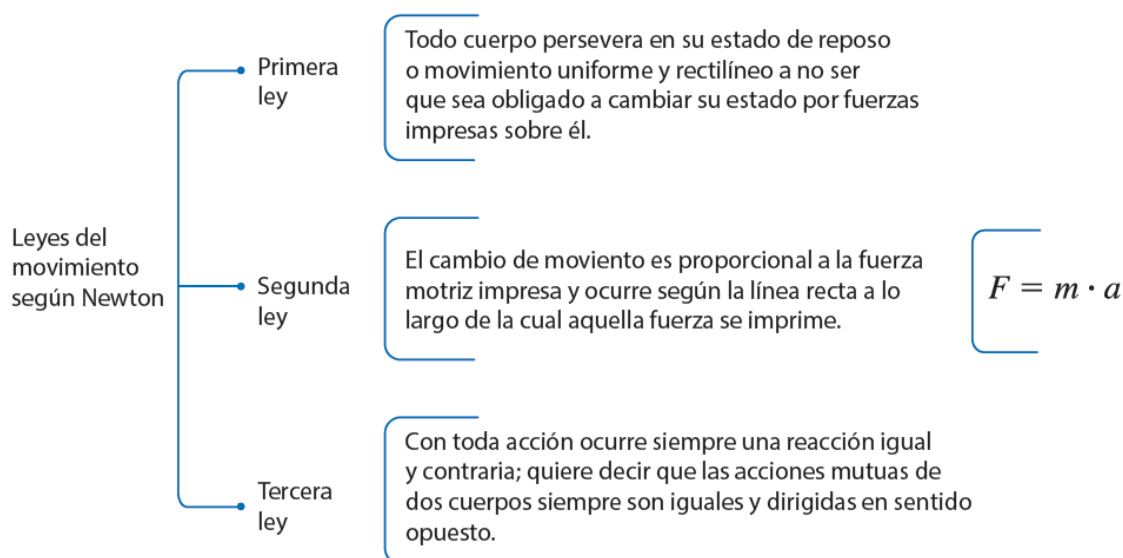 Leyes del
movimiento
según Newton
Primera
ley
Todo cuerpo persevera en su estado de reposo
o movimiento uniforme y rectilíneo a no ser
que sea obligado a cambiar su estado por fuerzas
impresas sobre él.
Segunda
ley
El cambio de moviento es proporcional a la fuerza
motriz impresa y ocurre según la línea recta a lo
largo de la cual aquella fuerza se imprime.
F = m · a
Tercera
ley
Con toda acción ocurre siempre una reacción igual
y contraria; quiere decir que las acciones mutuas de
dos cuerpos siempre son iguales y dirigidas en sentido
opuesto.